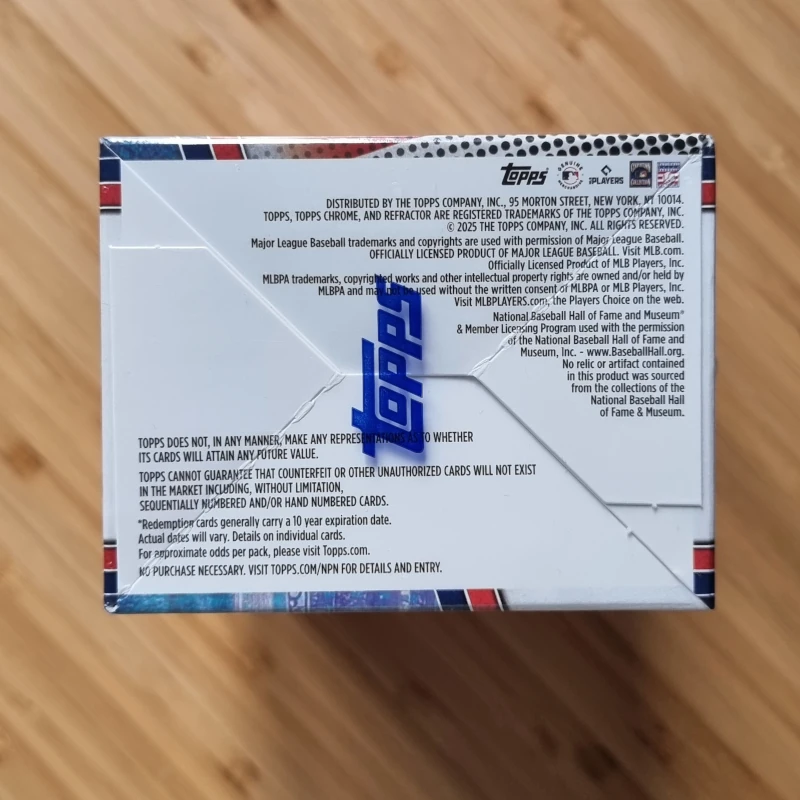 Topps
GENUINE MERCHANDISE
PLAYERS
DISTRIBUTED BY THE TOPPS COMPANY, INC., 95 MORTON STREET, NEW YORK. NY 10014.
TOPPS, TOPPS CHROME, AND REFRACTOR ARE REGISTERED TRADEMARKS OF THE TOPPS COMPANY, INC.
© 2025 THE TOPPS COMPANY, INC. ALL RIGHTS RESERVED.
Major League Baseball trademarks and copyrights are used with permission of Major League Baseball.
OFFICIALLY LICENSED PRODUCT OF MAJOR LEAGUE BASEBALL. Visit MLB.com.
Officially Licensed Product of MLB Players, Inc.
MLBPA trademarks, copyrighted works and other intellectual property rights are owned and/or held by
MLBPA and may not be used without the written consent of MLBPA or MLB Players, Inc.
Visit MLBPLAYERS.com, the Players Choice on the web.
National Baseball Hall of Fame and Museum®
& Member Licensing Program used with the permission
of the National Baseball Hall of Fame and
Museum, Inc. - www.BaseballHall.org.
No relic or artifact contained
in this product was sourced
from the collections of the
National Baseball Hall
of Fame & Museum.
Topps
TOPPS DOES NOT, IN ANY MANNER, MAKE ANY REPRESENTATIONS AS TO WHETHER
ITS CARDS WILL ATTAIN ANY FUTURE VALUE.
TOPPS CANNOT GUARANTEE THAT COUNTERFEIT OR OTHER UNAUTHORIZED CARDS WILL NOT EXIST
IN THE MARKET INCLUDING, WITHOUT LIMITATION,
SEQUENTIALLY NUMBERED AND/OR HAND NUMBERED CARDS.
*Redemption cards generally carry a 10 year expiration date.
Actual dates will vary. Details on individual cards.
For approximate odds per pack, please visit Topps.com.
NO PURCHASE NECESSARY. VISIT TOPPS.COM/NPN FOR DETAILS AND ENTRY.